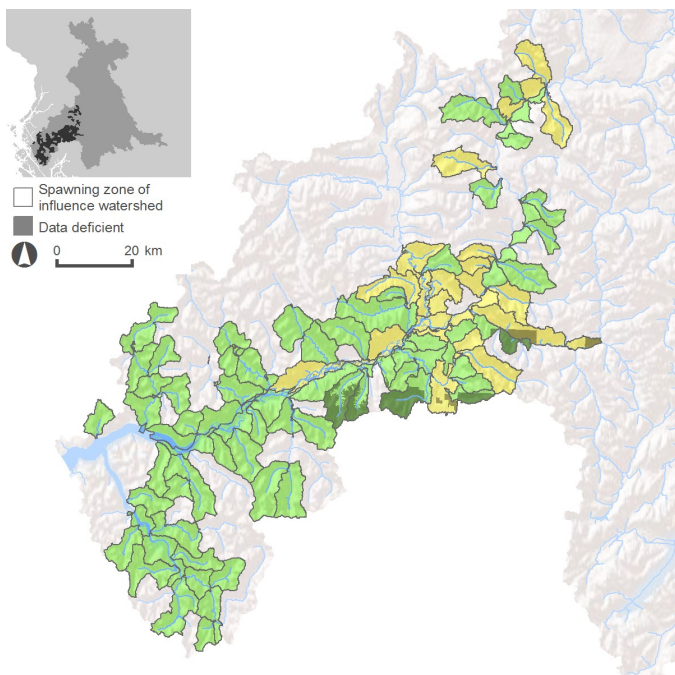 Spawning zone of
influence watershed
Data deficient
0 20 km